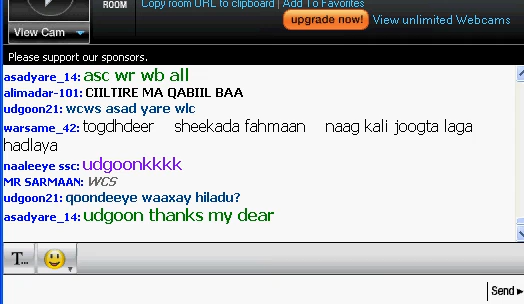 ROOM
Copy room URL to clipboard | Add To Favorites
upgrade now! View unlimited Webcams
View Cam
Please support our sponsors.
asadyare_14: asc wr wb all
alimadar-101: CIILTIRE MA QABIIL BAA
udgoon21: wcws asad yare wlc
warsame_42: togdhdeer sheekada fahmaan naag kali joogta laga
hadlaya
naaleeye ssc: udgoonkkkk
MR SARMAAN: WCS
udgoon21: qoondeeye waaxay hiladu?
asadyare_14: udgoon thanks my dear
T...
Send